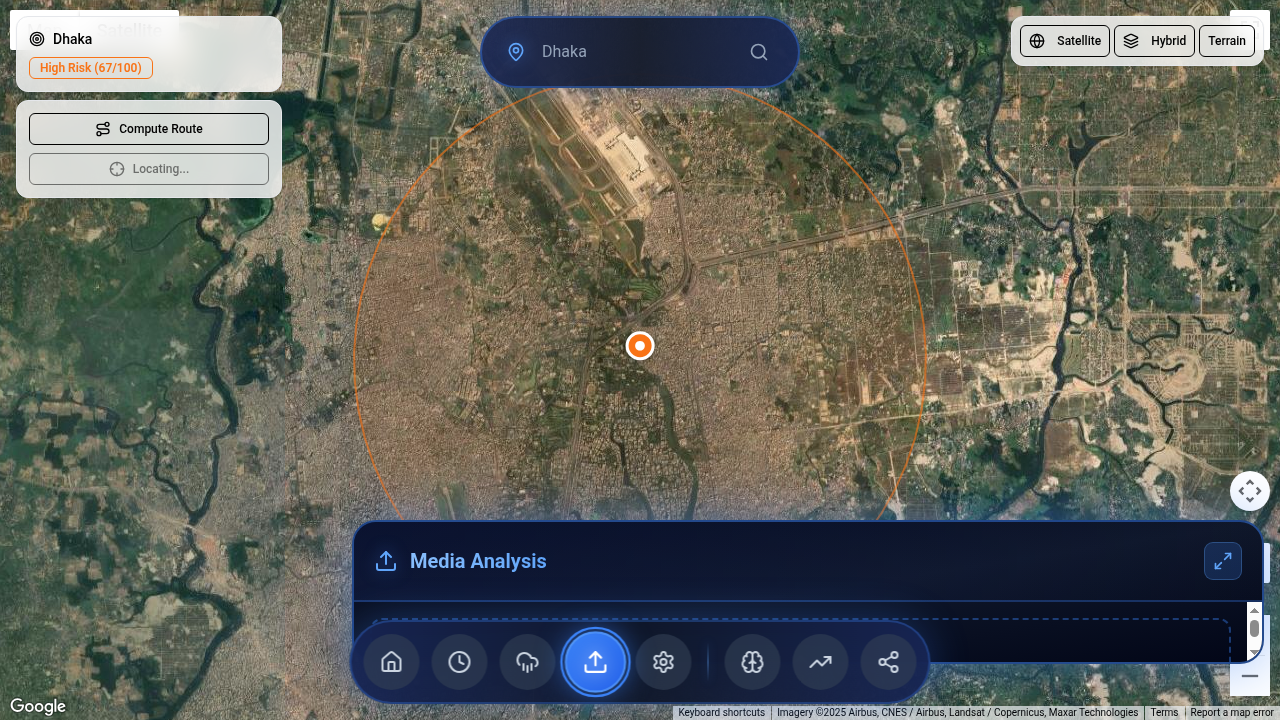 Dhaka
High Risk (67/100)
Compute Route
Locating...
Dhaka
Satellite
Hybrid
Terrain
Media Analysis
Google
Keyboard shortcuts
Imagery ©2025 Airbus, CNES / Airbus, Landsat / Copernicus, Maxar Technologies
Terms
Report a map error